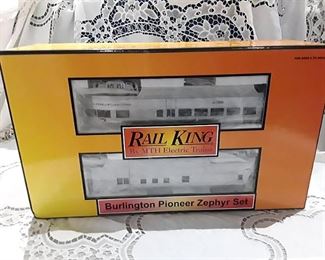 RAIL KING
By MTH Electric Trains
Burlington Pioneer Zephyr Set